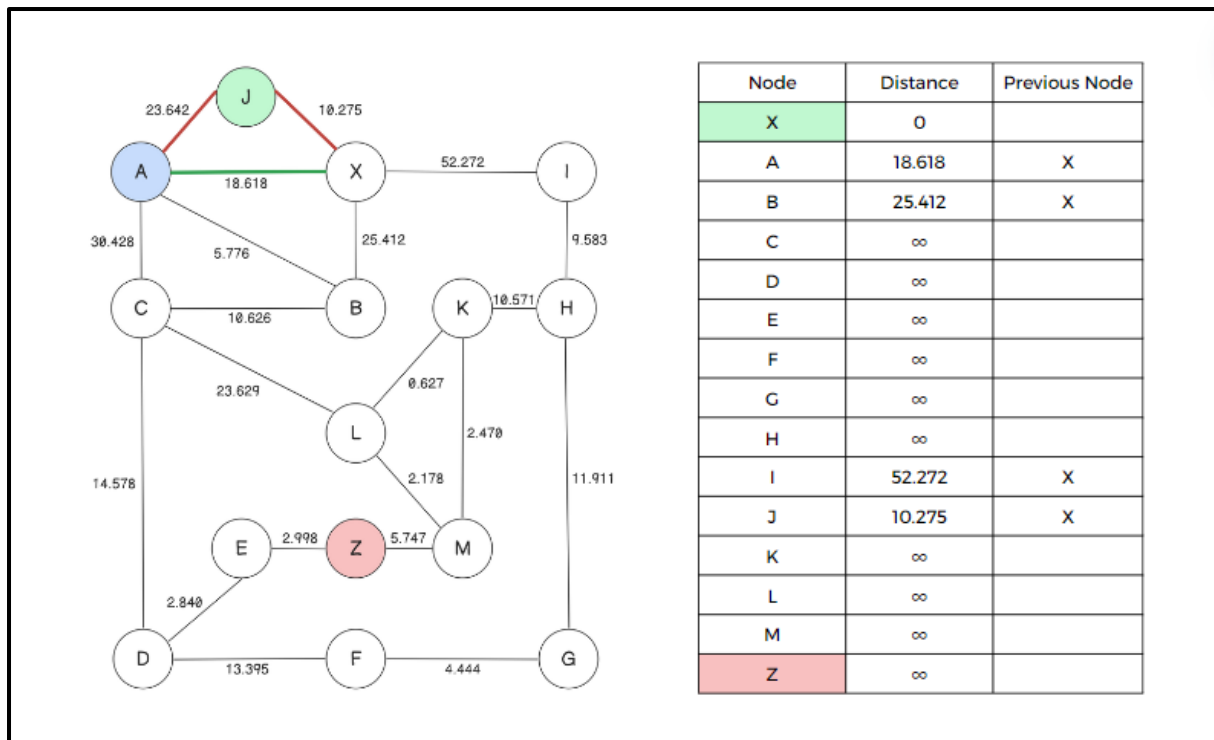 J
23.642
10.275
A
X
I
52.272
18.618
30.428
5.776
25.412
9.583
C
B
K
H
10.571
10.626
23.629
0.627
L
2.470
14.578
2.178
11.911
E
2.998
Z
5.747
M
2.840
D
F
G
13.395
4.444
Node Distance Previous Node
X 0
A 18.618 X
B 25.412 X
C ∞
D ∞
E ∞
F ∞
G ∞
H ∞
I 52.272 X
J 10.275 X
K ∞
L ∞
M ∞
Z ∞